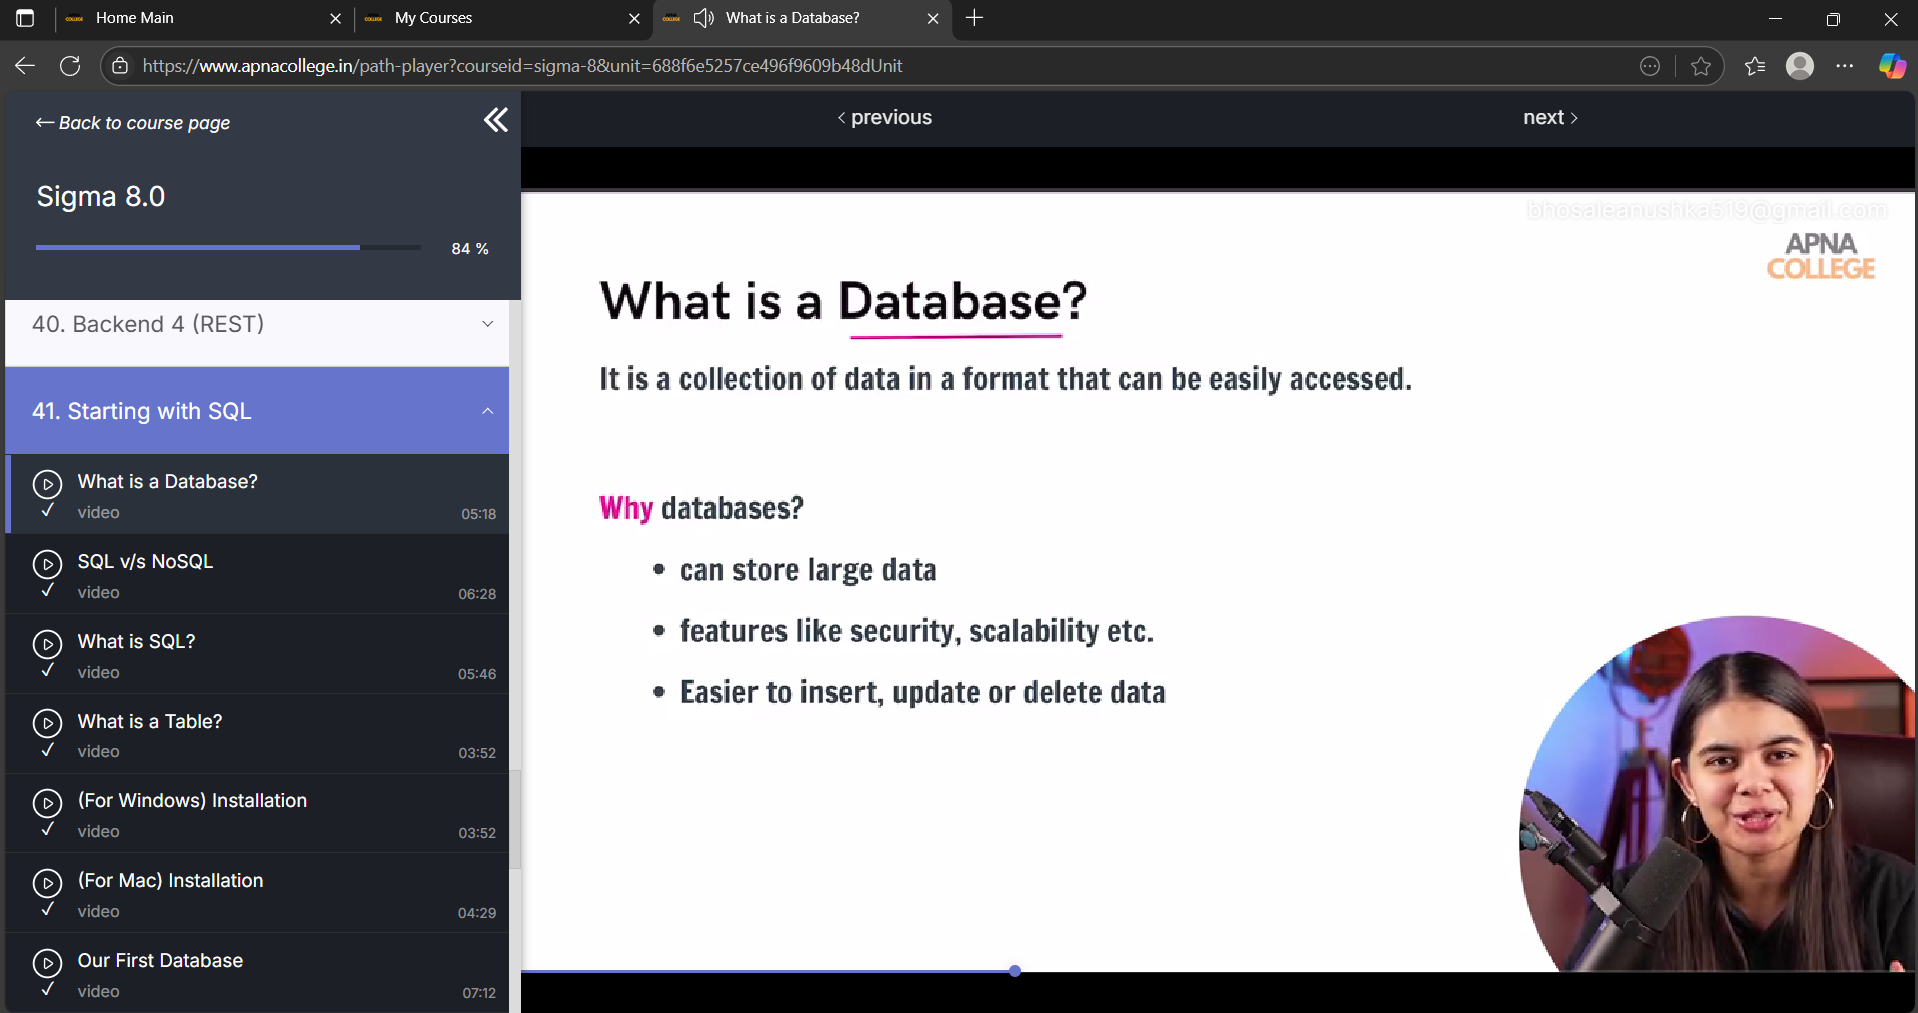 Home Main
My Courses
What is a Database?
https://www.apnacollege.in/path-player?courseid=sigma-8&unit=688f6e5257ce496f9609b48dUnit
← Back to course page
Sigma 8.0
84 %
40. Backend 4 (REST)
41. Starting with SQL
What is a Database?
video
05:18
SQL v/s NoSQL
video
06:28
What is SQL?
video
05:46
What is a Table?
video
03:52
(For Windows) Installation
video
03:52
(For Mac) Installation
video
04:29
Our First Database
video
07:12
‹ previous
next ›
bhosaleanushka519@gmail.com
APNA
COLLEGE
What is a Database?
It is a collection of data in a format that can be easily accessed.
Why databases?
• can store large data
• features like security, scalability etc.
• Easier to insert, update or delete data